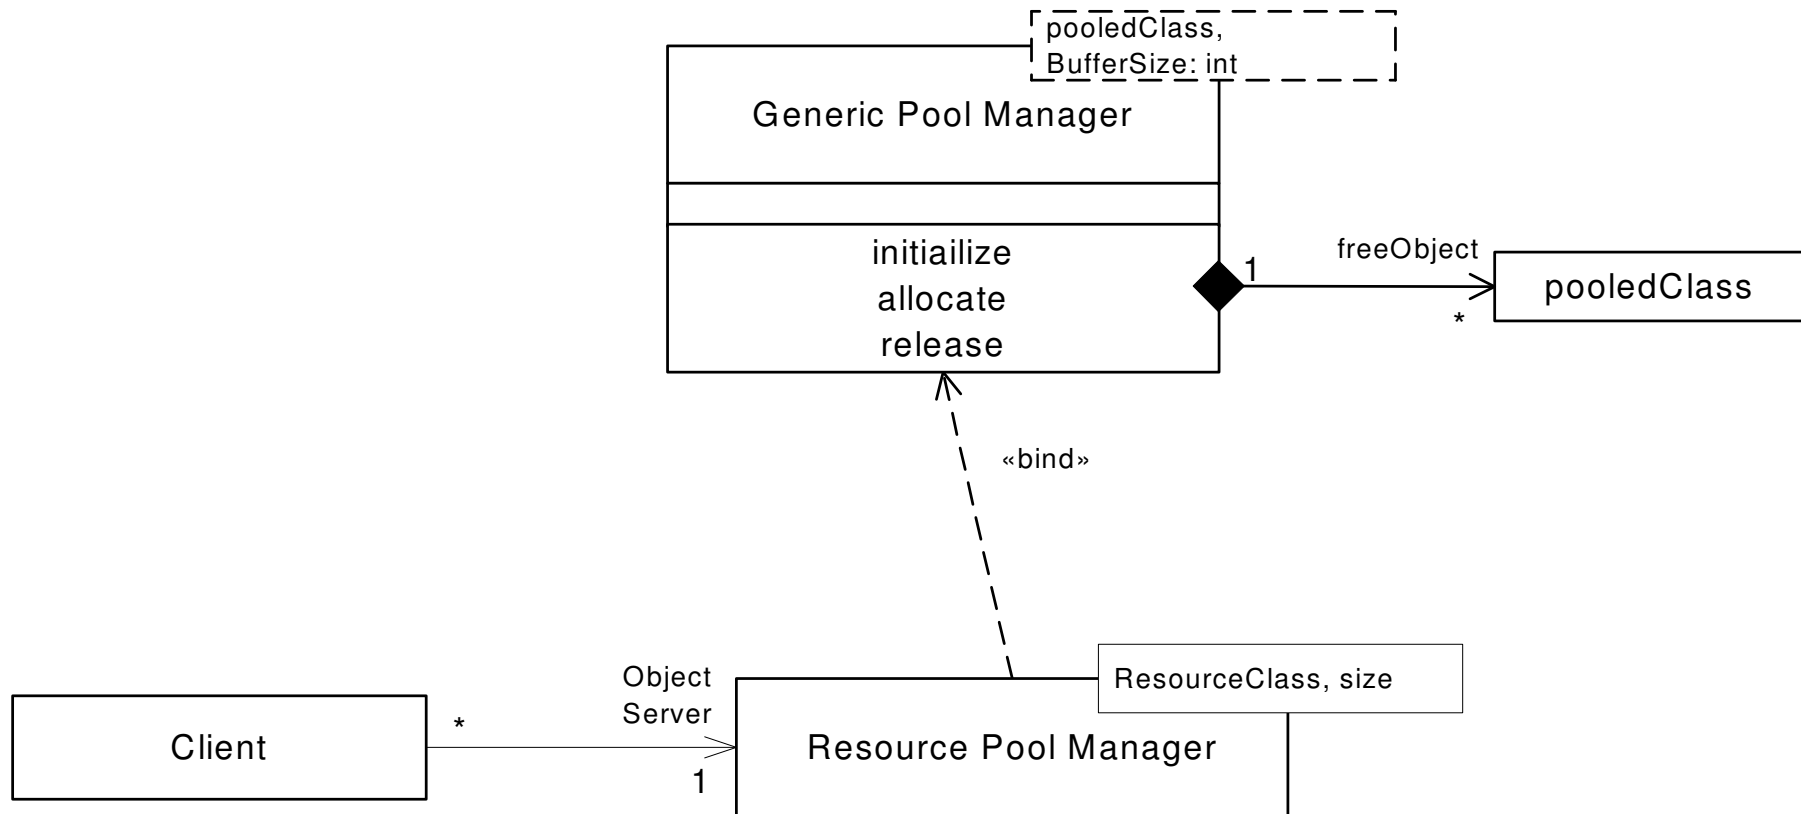 pooledClass,
BufferSize: int
Generic Pool Manager
initiailize
allocate
release
1
freeObject
*
pooledClass
«bind»
Client
*
Object
Server
1
ResourceClass, size
Resource Pool Manager